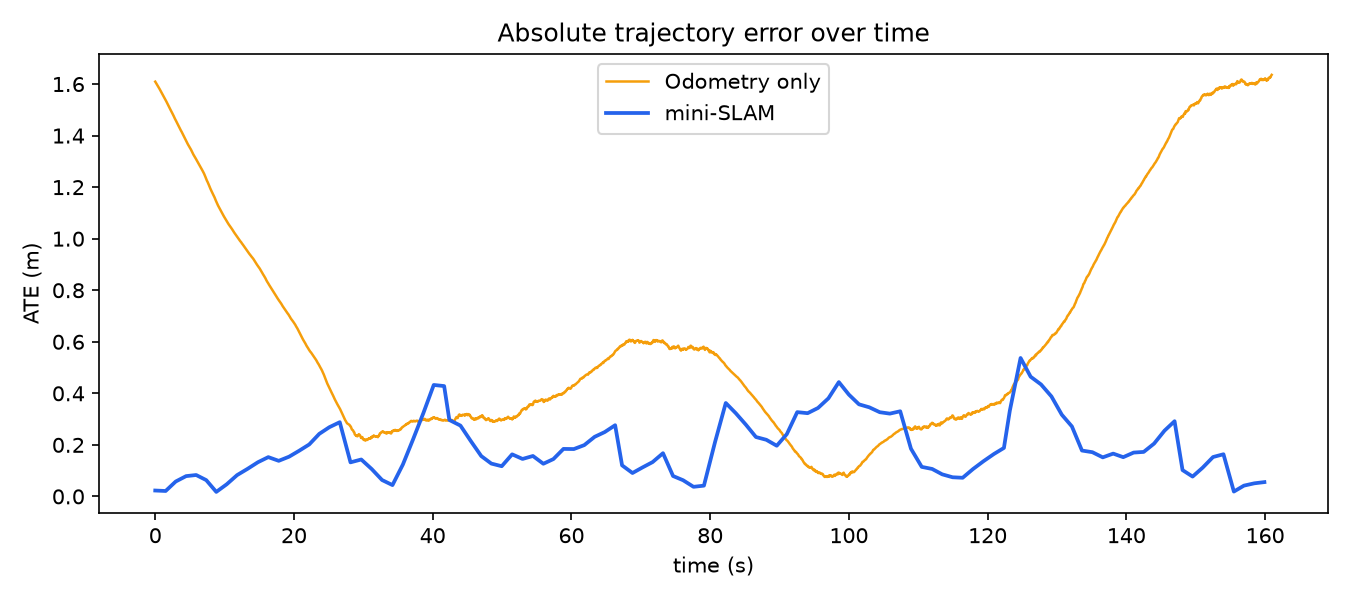 Absolute trajectory error over time
Odometry only
mini-SLAM
ATE (m)
1.6
1.4
1.2
1.0
0.8
0.6
0.4
0.2
0.0
0 20 40 60 80 100 120 140 160
time (s)